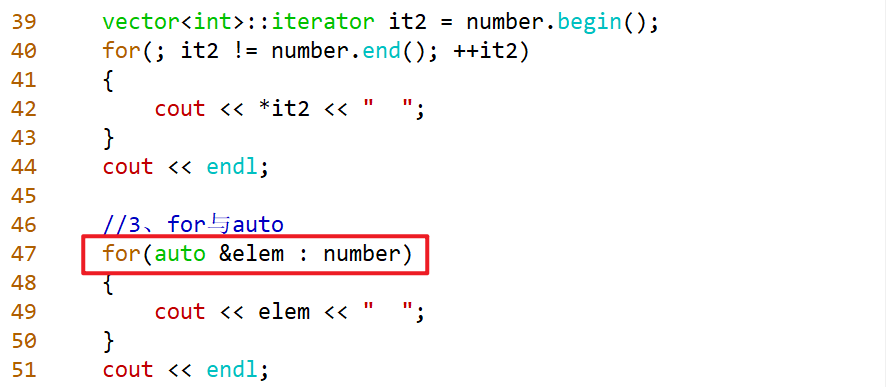 39 vector<int>::iterator it2 = number.begin();
40 for(; it2 != number.end(); ++it2)
41 {
42 cout << *it2 << "  ";
43 }
44 cout << endl;
45
46 //3、for与auto
47 for(auto &elem : number)
48 {
49 cout << elem << "  ";
50 }
51 cout << endl;